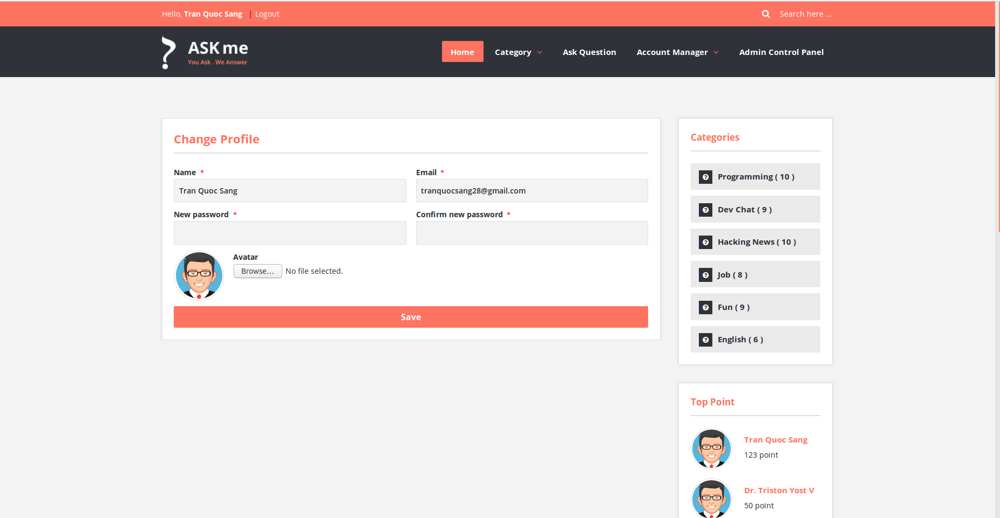 Hello, Tran Quoc Sang | Logout
Search here ...
ASK me
You Ask . We Answer
Home
Category
Ask Question
Account Manager
Admin Control Panel
Change Profile
Name *
Email *
Tran Quoc Sang
tranquocsang28@gmail.com
New password *
Confirm new password *
Avatar
Browse... No file selected.
Save
Categories
Programming ( 10 )
Dev Chat ( 9 )
Hacking News ( 10 )
Job ( 8 )
Fun ( 9 )
English ( 6 )
Top Point
Tran Quoc Sang
123 point
Dr. Triston Yost V
50 point